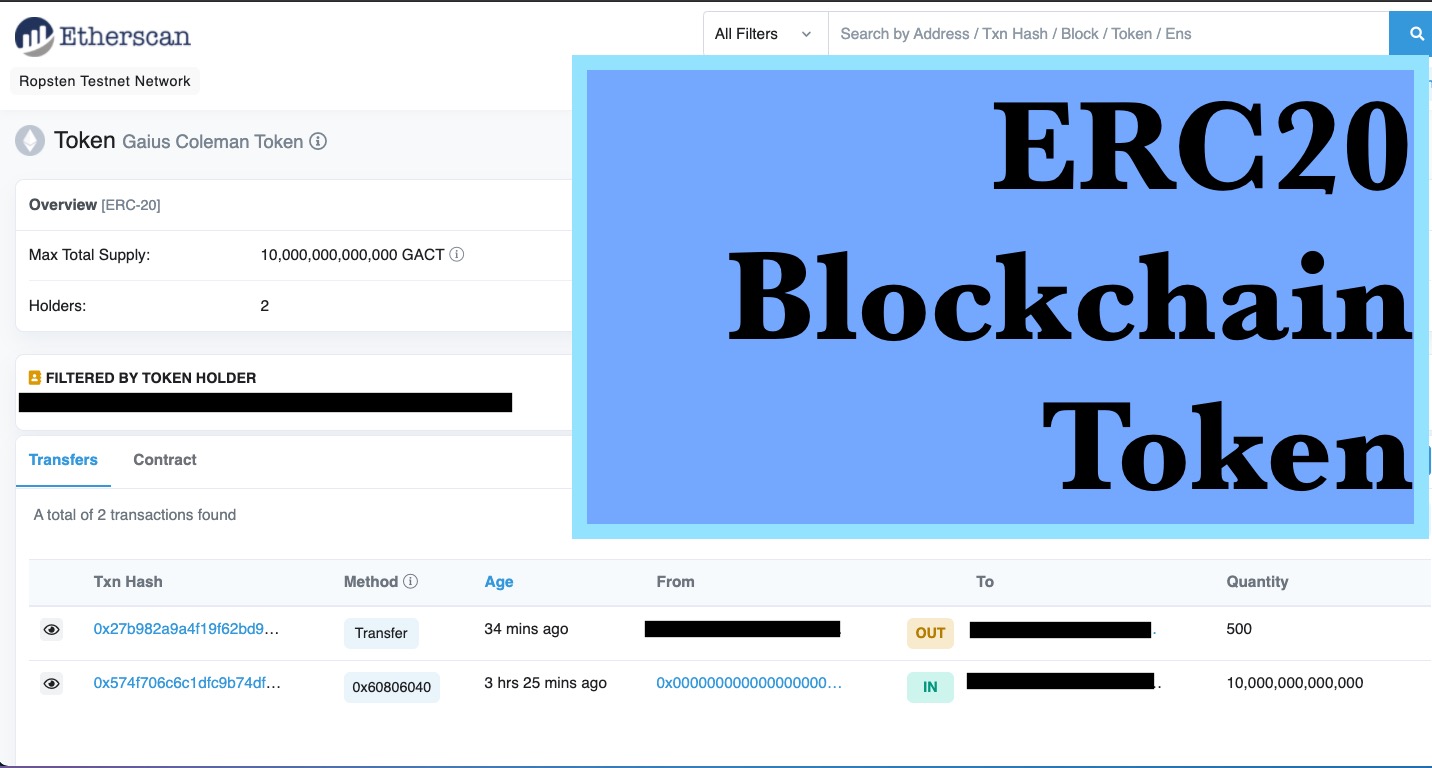 Etherscan
All Filters
Search by Address / Txn Hash / Block / Token / Ens
Ropsten Testnet Network
Token Gaius Coleman Token
ERC20
Blockchain
Token
Overview [ERC-20]
Max Total Supply: 10,000,000,000,000 GACT
Holders: 2
FILTERED BY TOKEN HOLDER
Transfers Contract
A total of 2 transactions found
Txn Hash Method Age From To Quantity
0x27b982a9a4f19f62bd9... Transfer 34 mins ago OUT 500
0x574f706c6c1dfc9b74df... 0x60806040 3 hrs 25 mins ago 0x000000000000000000... IN 10,000,000,000,000